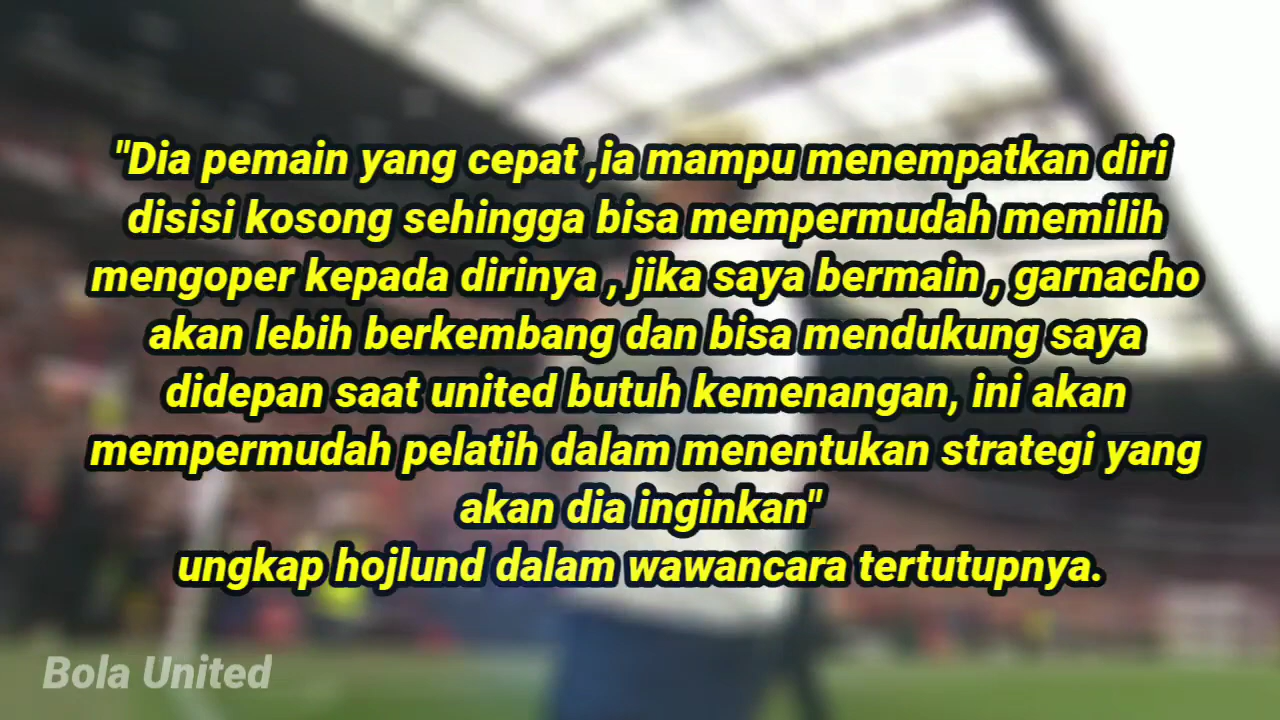 "Dia pemain yang cepat ,ia mampu menempatkan diri
disisi kosong sehingga bisa mempermudah memilih
mengoper kepada dirinya , jika saya bermain , garnacho
akan lebih berkembang dan bisa mendukung saya
didepan saat united butuh kemenangan, ini akan
mempermudah pelatih dalam menentukan strategi yang
akan dia inginkan"
ungkap hojlund dalam wawancara tertutupnya.
Bola United